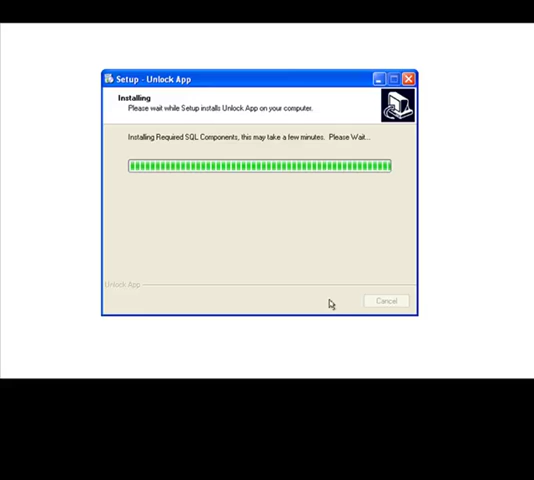 Setup - Unlock App
Installing
Please wait while Setup installs Unlock App on your computer.
Installing Required SQL Components, this may take a few minutes. Please Wait...
Unlock App
Cancel